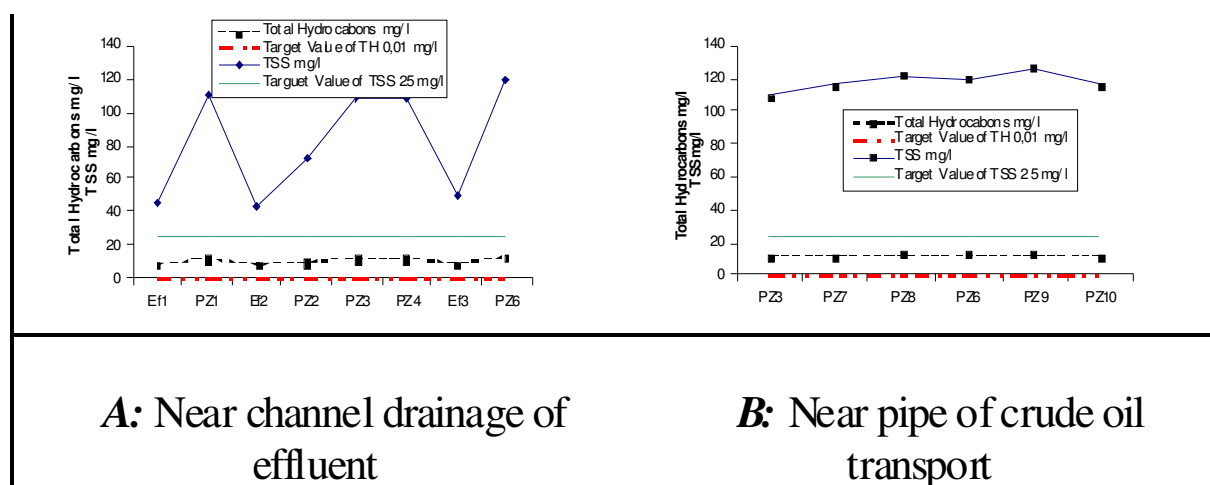 Total Hydrocabons mg/l
Target Value of TH 0,01 mg/l
TSS mg/l
Targuet Value of TSS 25 mg/l
Total Hydrocarbons mg/l
TSS mg/l
140
120
100
80
60
40
20
0
Ef1 PZ1 Ef2 PZ2 PZ3 PZ4 Ef3 PZ6
Total Hydrocarbons mg/l
TSS mg/l
140
120
100
80
60
40
20
0
Total Hydrocabons mg/l
Target Value of TH 0,01 mg/l
TSS mg/l
Target Value of TSS 25 mg/l
PZ3 PZ7 PZ8 PZ6 PZ9 PZ10
A: Near channel drainage of
effluent
B: Near pipe of crude oil
transport